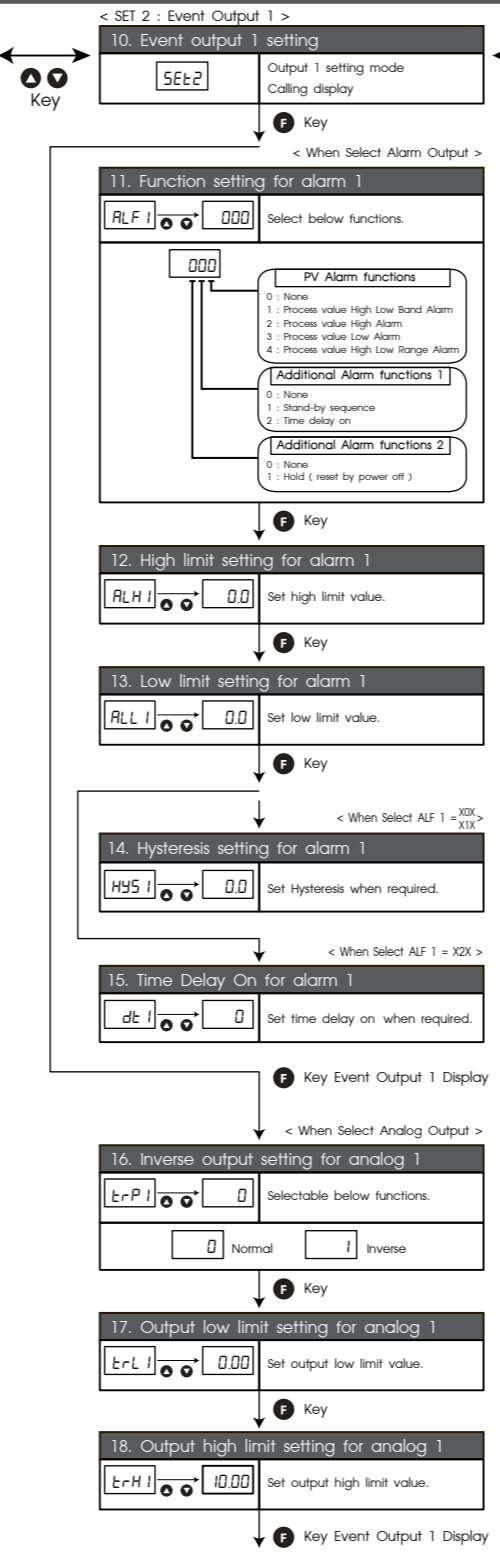 < SET 2 : Event Output 1 >
10. Event output 1 setting
SEt2
Output 1 setting mode
Calling display
Key
F Key
< When Select Alarm Output >
11. Function setting for alarm 1
ALF1
000
Select below functions.
000
PV Alarm functions
0 : None
1 : Process value High Low Band Alarm
2 : Process value High Alarm
3 : Process value Low Alarm
4 : Process value High Low Range Alarm
Additional Alarm functions 1
0 : None
1 : Stand-by sequence
2 : Time delay on
Additional Alarm functions 2
0 : None
1 : Hold ( reset by power off )
F Key
12. High limit setting for alarm 1
ALH1
0.0
Set high limit value.
F Key
13. Low limit setting for alarm 1
ALL1
0.0
Set low limit value.
F Key
< When Select ALF 1 = X0X
X1X >
14. Hysteresis setting for alarm 1
HYS1
0.0
Set Hysteresis when required.
< When Select ALF 1 = X2X >
15. Time Delay On for alarm 1
dt1
0
Set time delay on when required.
F Key Event Output 1 Display
< When Select Analog Output >
16. Inverse output setting for analog 1
trP1
0
Selectable below functions.
0 Normal
1 Inverse
F Key
17. Output low limit setting for analog 1
trL1
0.00
Set output low limit value.
F Key
18. Output high limit setting for analog 1
trH1
10.00
Set output high limit value.
F Key Event Output 1 Display